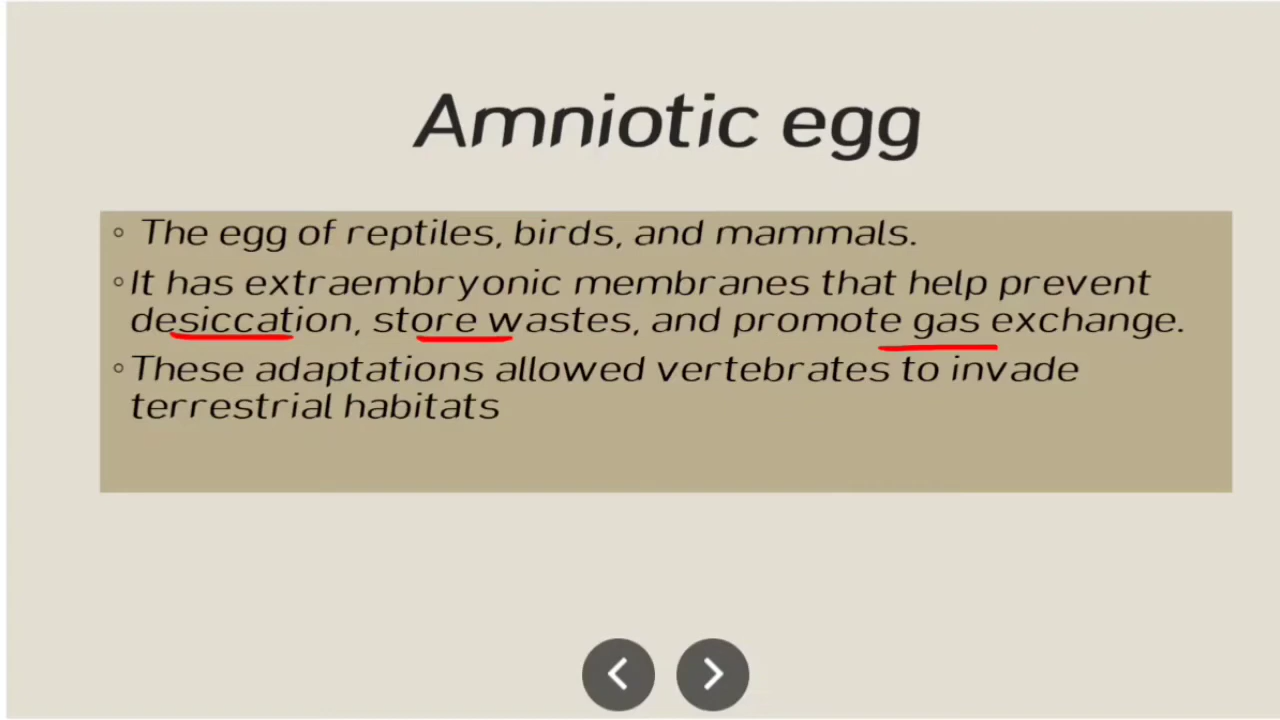 Amniotic egg
◦ The egg of reptiles, birds, and mammals.
◦ It has extraembryonic membranes that help prevent
desiccation, store wastes, and promote gas exchange.
◦ These adaptations allowed vertebrates to invade
terrestrial habitats